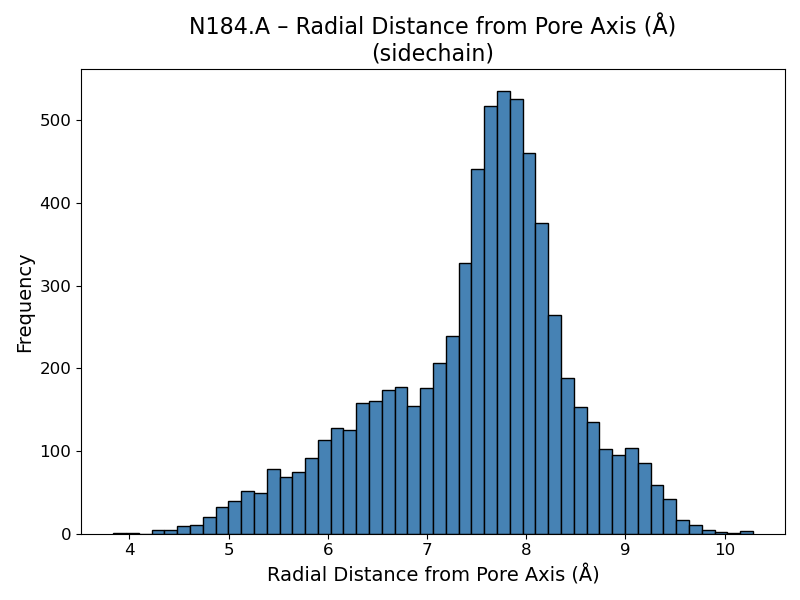 N184.A – Radial Distance from Pore Axis (Å)
(sidechain)
500
400
300
200
100
0
Frequency
4 5 6 7 8 9 10
Radial Distance from Pore Axis (Å)